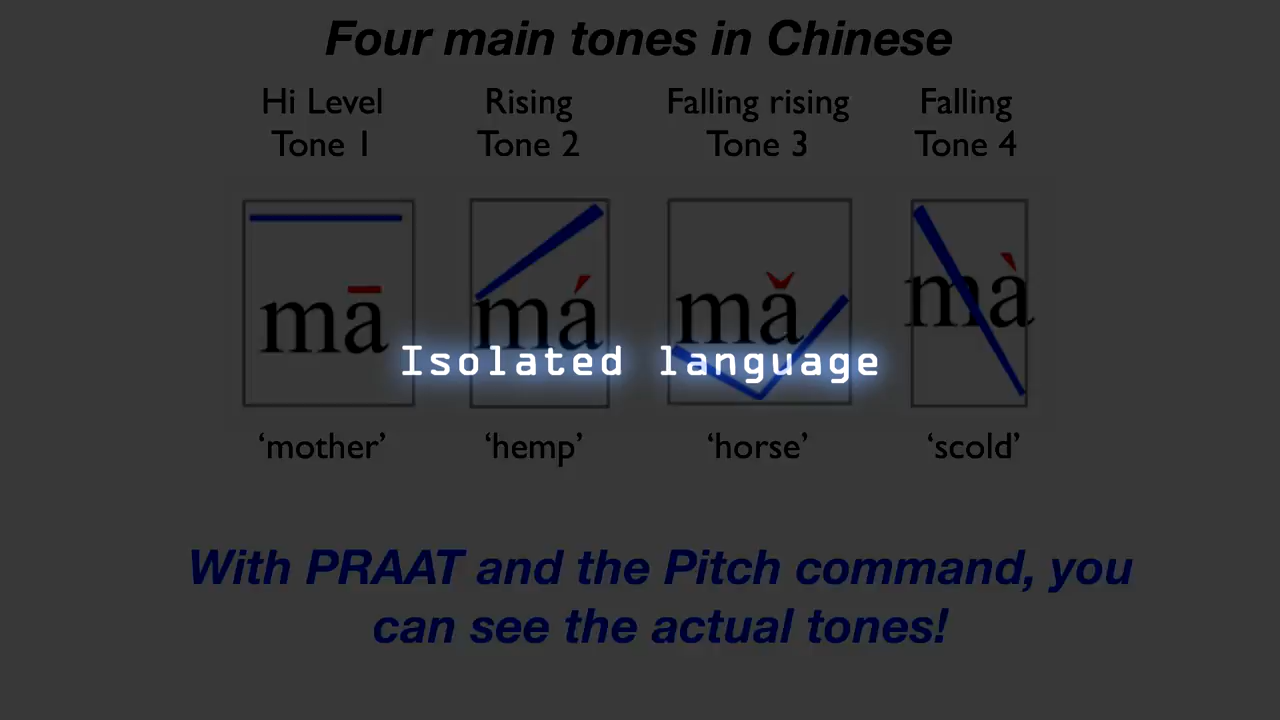 Four main tones in Chinese
Hi Level Rising Falling rising Falling
Tone 1 Tone 2 Tone 3 Tone 4
mā má mǎ mà
Isolated language
‘mother’ ‘hemp’ ‘horse’ ‘scold’
With PRAAT and the Pitch command, you
can see the actual tones!